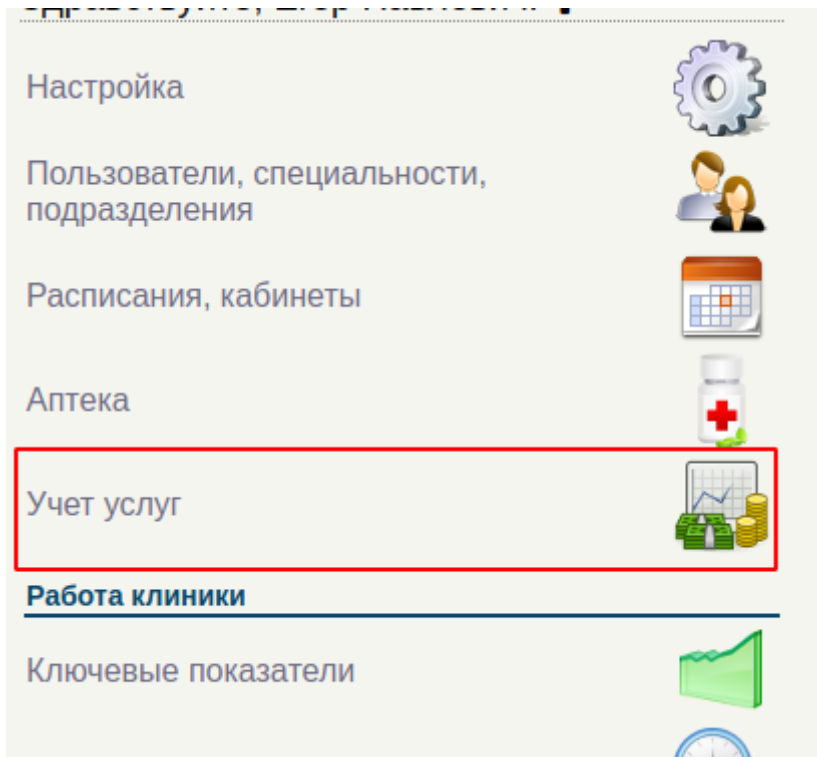 Настройка
Пользователи, специальности,
подразделения
Расписания, кабинеты
Аптека
Учет услуг
Работа клиники
Ключевые показатели